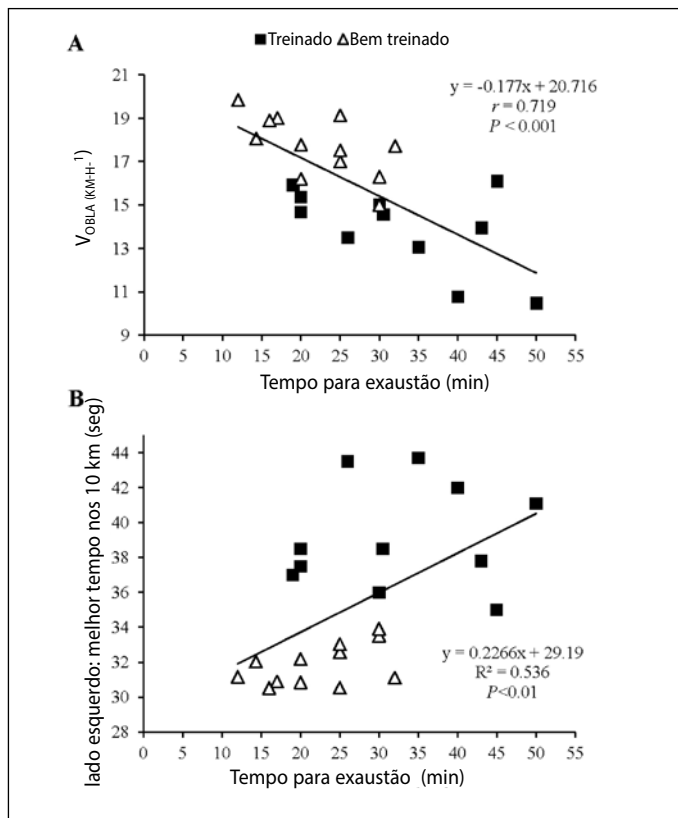 ■Treinado △Bem treinado
A
y = -0.177x + 20.716
r = 0.719
P < 0.001
V OBLA (KM-H-1)
21
19
17
15
13
11
9
0 5 10 15 20 25 30 35 40 45 50 55
Tempo para exaustão (min)
B
lado esquerdo: melhor tempo nos 10 km (seg)
44
42
40
38
36
34
32
30
28
y = 0.2266x + 29.19
R² = 0.536
P<0.01
0 5 10 15 20 25 30 35 40 45 50 55
Tempo para exaustão (min)